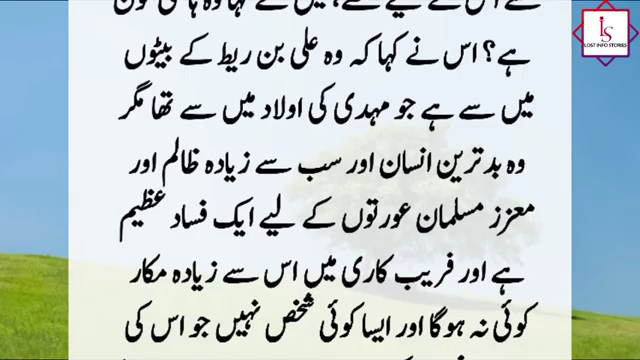 ہے؟ اس نے کہا کہ وہ علی بن ریط کے بیٹوں
میں سے ہے جو مہدی کی اولاد میں سے تھا مگر
وہ بدترین انسان اور سب سے زیادہ ظالم اور
معزز مسلمان عورتوں کے لیے ایک فساد عظیم
ہے اور فریب کاری میں اس سے زیادہ مکار
کوئی نہ ہوگا اور ایسا کوئی شخص نہیں جو اس کی
LS
LOST INFO STORIES